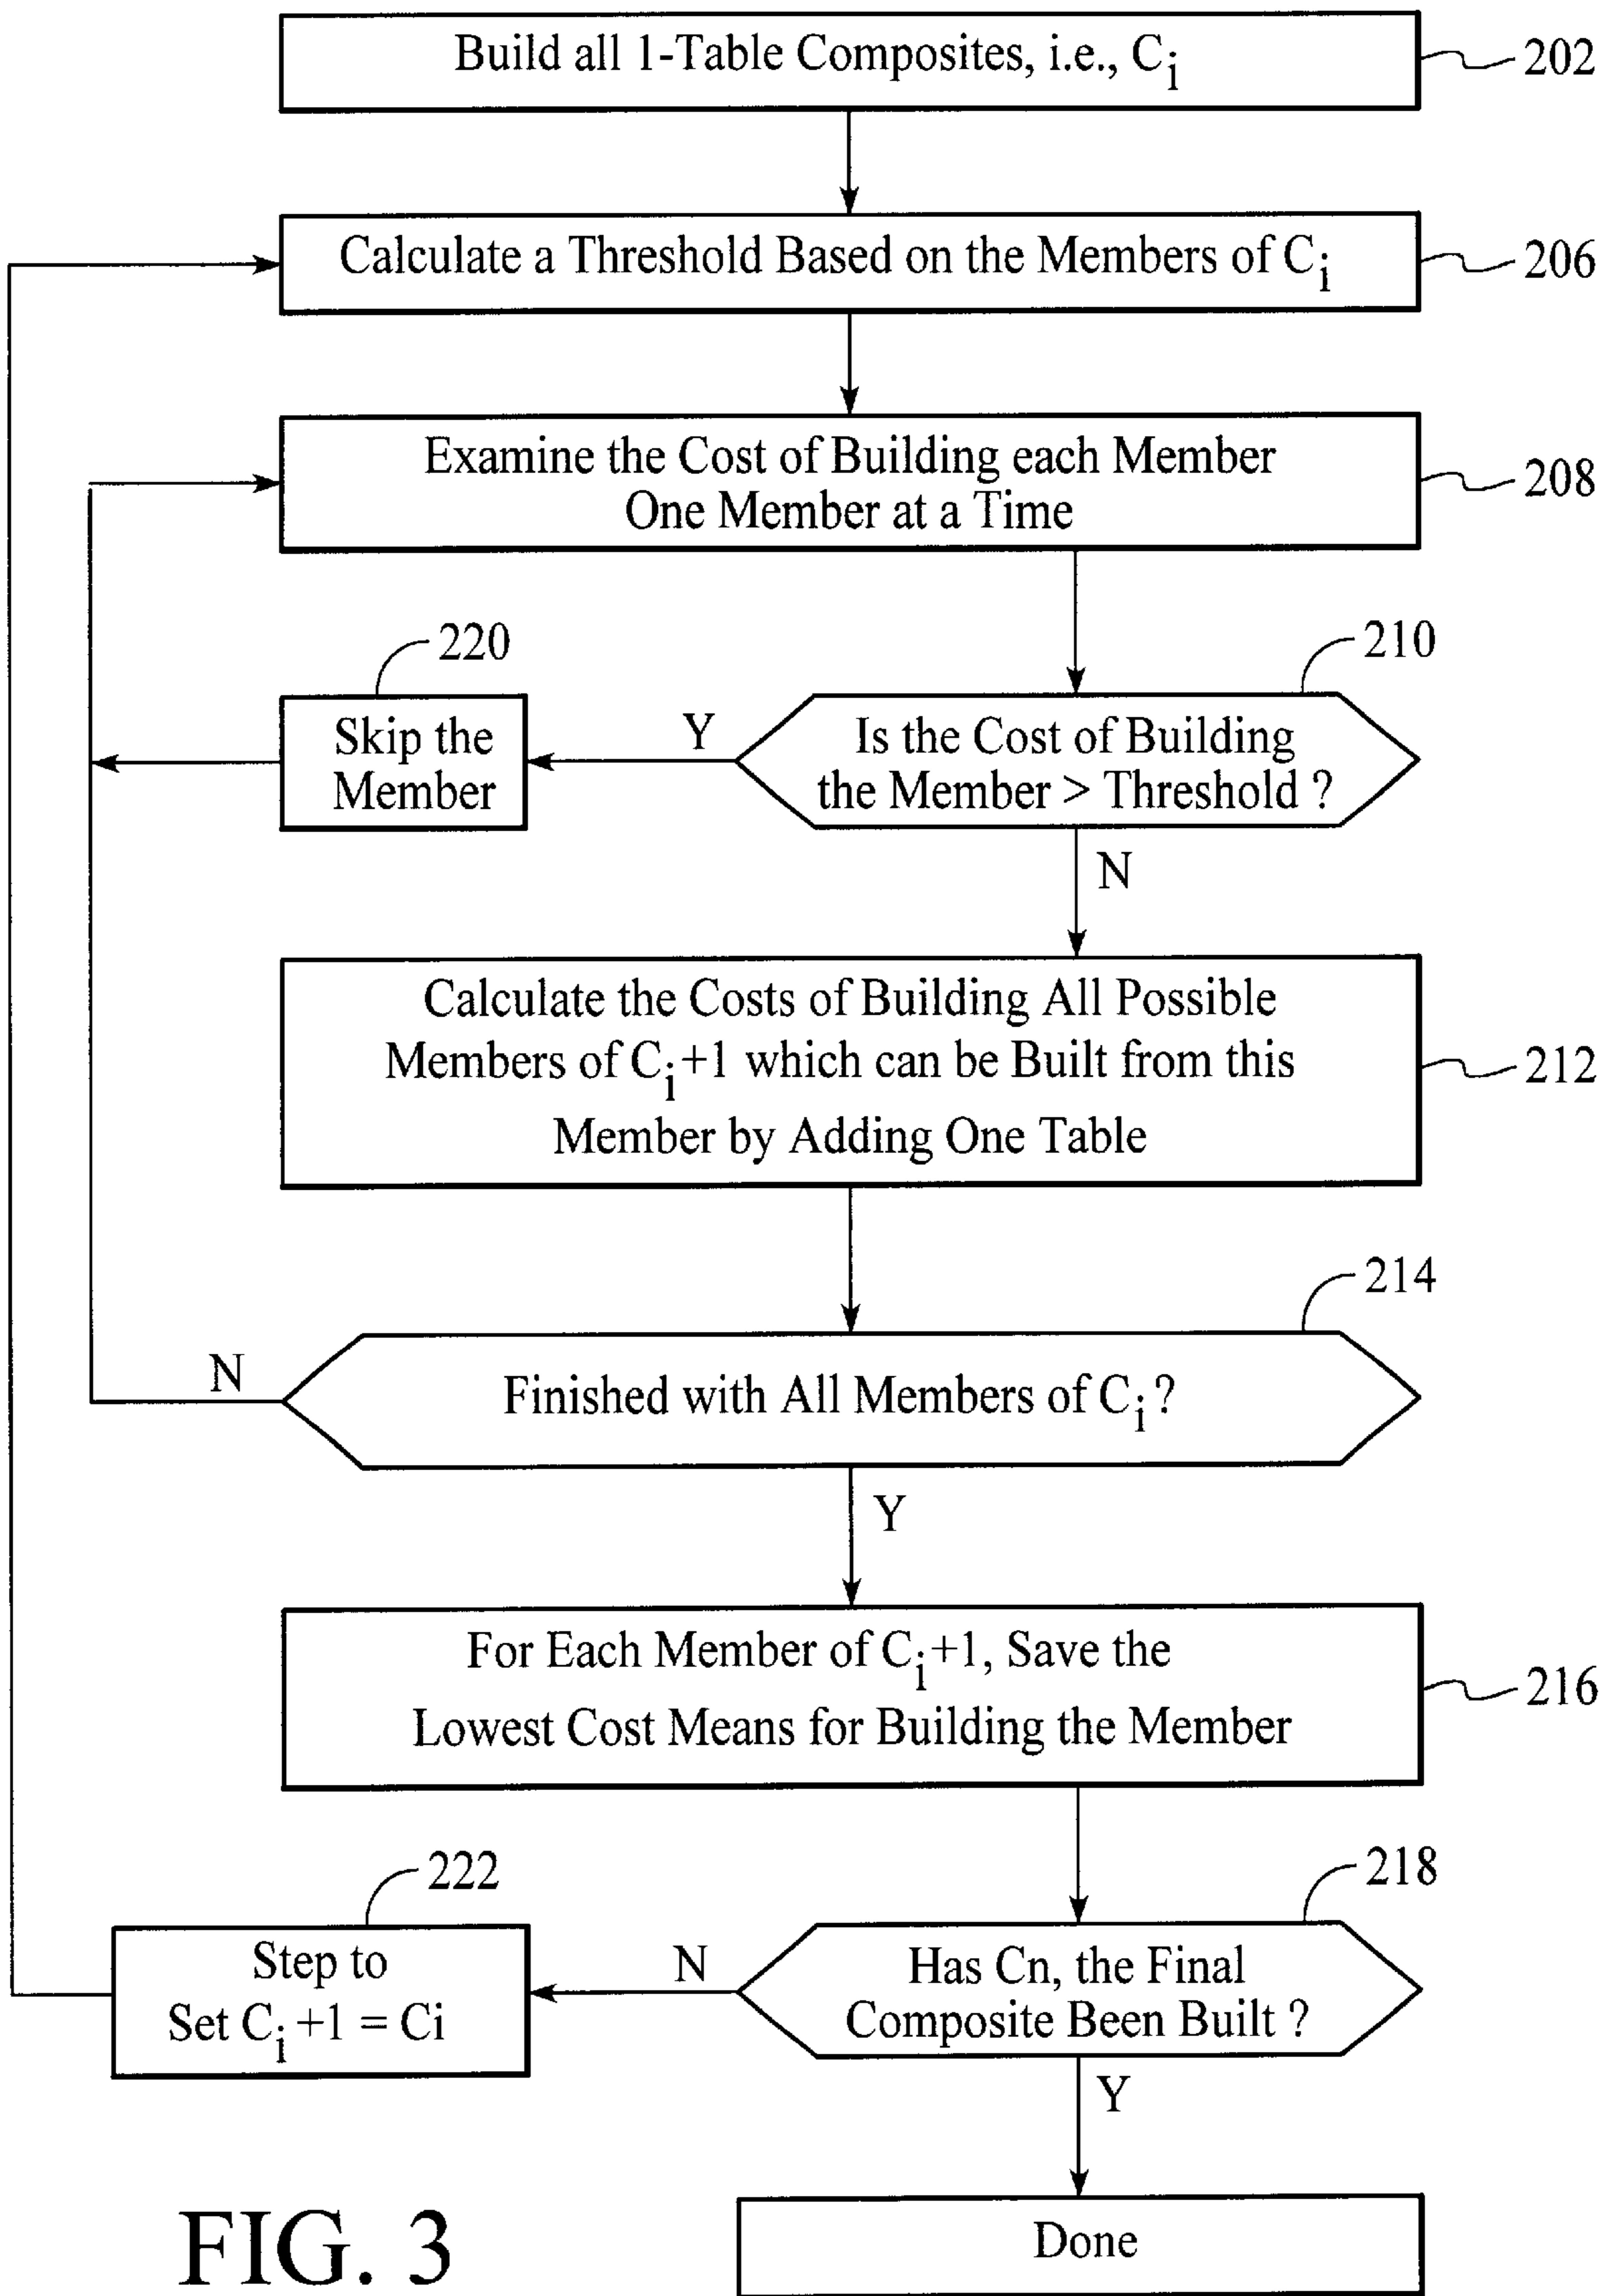 Build all 1-Table Composites, i.e., Cᵢ
202
Calculate a Threshold Based on the Members of Cᵢ
206
Examine the Cost of Building each Member
One Member at a Time
208
220
210
Skip the
Member
Y
Is the Cost of Building
the Member > Threshold ?
N
Calculate the Costs of Building All Possible
Members of Cᵢ+1 which can be Built from this
Member by Adding One Table
212
214
N
Finished with All Members of Cᵢ?
Y
For Each Member of Cᵢ+1, Save the
Lowest Cost Means for Building the Member
216
222
218
Step to
Set Cᵢ +1 = Ci
N
Has Cn, the Final
Composite Been Built ?
Y
Done
FIG. 3